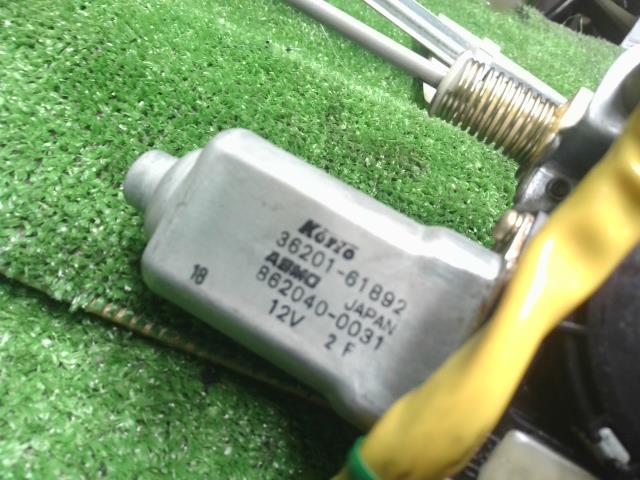 Koito
36201-61892
ASMO JAPAN
862040-0031
12V 2 F
18